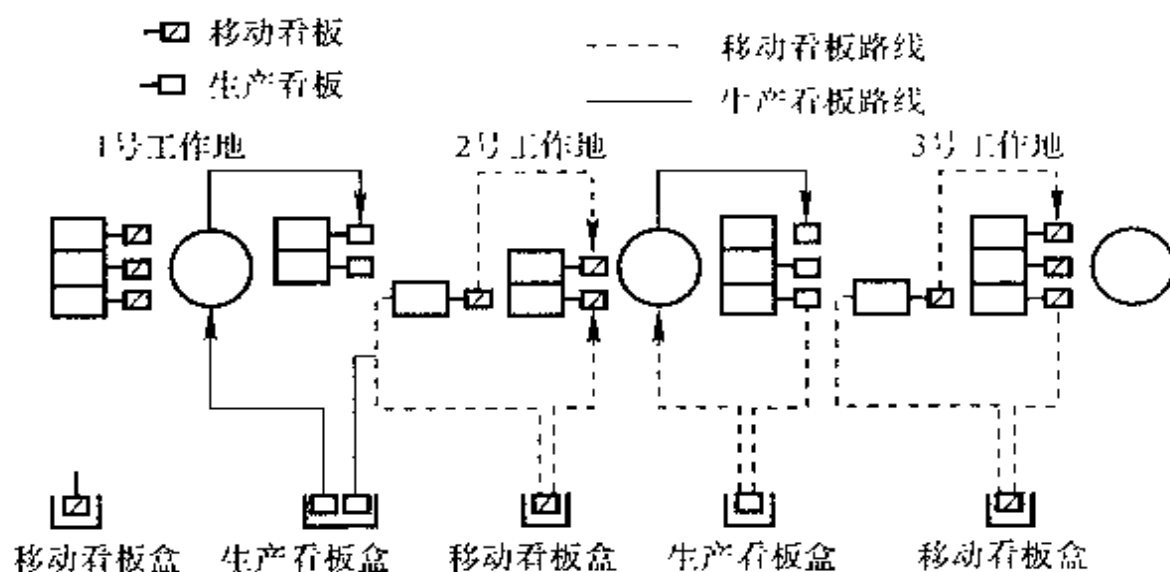 移动看板
移动看板路线
生产看板
生产看板路线
1号工作地
2号工作地
3号工作地
移动看板盒
生产看板盒
移动看板盒
生产看板盒
移动看板盒